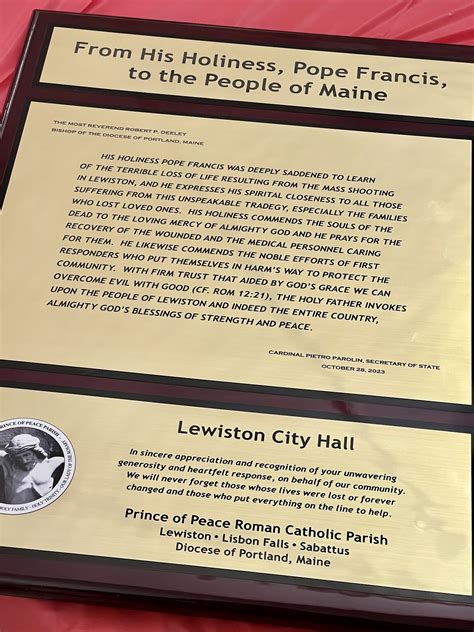 From His Holiness, Pope Francis,
to the People of Maine
THE MOST REVEREND ROBERT P. DEELEY
BISHOP OF THE DIOCESE OF PORTLAND, MAINE
HIS HOLINESS POPE FRANCIS WAS DEEPLY SADDENED TO LEARN
OF THE TERRIBLE LOSS OF LIFE RESULTING FROM THE MASS SHOOTING
IN LEWISTON, AND HE EXPRESSES HIS SPIRITUAL CLOSENESS TO ALL THOSE
SUFFERING FROM THIS UNSPEAKABLE TRADEGY, ESPECIALLY THE FAMILIES
WHO LOST LOVED ONES. HIS HOLINESS COMMENDS THE SOULS OF THE
DEAD TO THE LOVING MERCY OF ALMIGHTY GOD AND HE PRAYS FOR THE
RECOVERY OF THE WOUNDED AND THE MEDICAL PERSONNEL CARING
FOR THEM. HE LIKEWISE COMMENDS THE NOBLE EFFORTS OF FIRST
RESPONDERS WHO PUT THEMSELVES IN HARM'S WAY TO PROTECT THE
COMMUNITY. WITH FIRM TRUST THAT AIDED BY GOD'S GRACE WE CAN
OVERCOME EVIL WITH GOOD (CF. ROM 12:21), THE HOLY FATHER INVOKES
UPON THE PEOPLE OF LEWISTON AND INDEED THE ENTIRE COUNTRY,
ALMIGHTY GOD'S BLESSINGS OF STRENGTH AND PEACE.
CARDINAL PIETRO PAROLIN, SECRETARY OF STATE
OCTOBER 28, 2023
Lewiston City Hall
In sincere appreciation and recognition of your unwavering
generosity and heartfelt response, on behalf of our community.
We will never forget those whose lives were lost or forever
changed and those who put everything on the line to help.
Prince of Peace Roman Catholic Parish
Lewiston • Lisbon Falls • Sabattus
Diocese of Portland, Maine
PRINCE OF PEACE PARISH
HOLY FAMILY · HOLY TRINITY